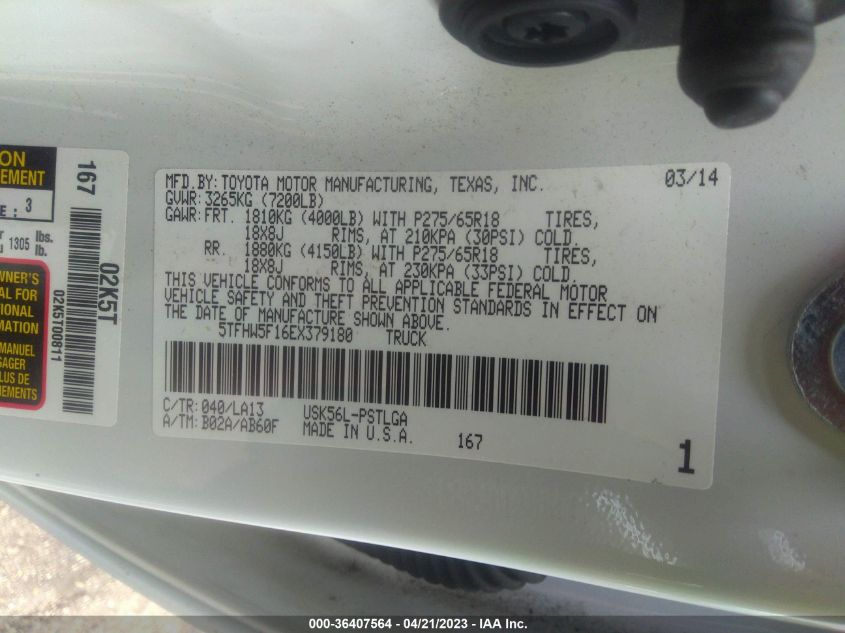 ON
EMENT
E : 3
1305 lbs.
lb.
WNER'S
AL FOR
TIONAL
MATION
MANUEL
AGER
LUS DE
NEMENTS
167
02K5T
02K5T00811
MFD.BY: TOYOTA MOTOR MANUFACTURING, TEXAS, INC. 03/14
GVWR: 3265KG (7200LB)
GAWR: FRT. 1810KG (4000LB) WITH P275/65R18 TIRES,
18X8J RIMS, AT 210KPA (30PSI) COLD.
RR. 1880KG (4150LB) WITH P275/65R18 TIRES,
18X8J RIMS, AT 230KPA (33PSI) COLD.
THIS VEHICLE CONFORMS TO ALL APPLICABLE FEDERAL MOTOR
VEHICLE SAFETY AND THEFT PREVENTION STANDARDS IN EFFECT ON
THE DATE OF MANUFACTURE SHOWN ABOVE.
5TFHW5F16EX379180 TRUCK
C/TR: 040/LA13 USK56L-PSTLGA
A/TM: B02A/AB60F MADE IN U.S.A. 167
1
000-36407564 / 04/21/2023 - IAA Inc.